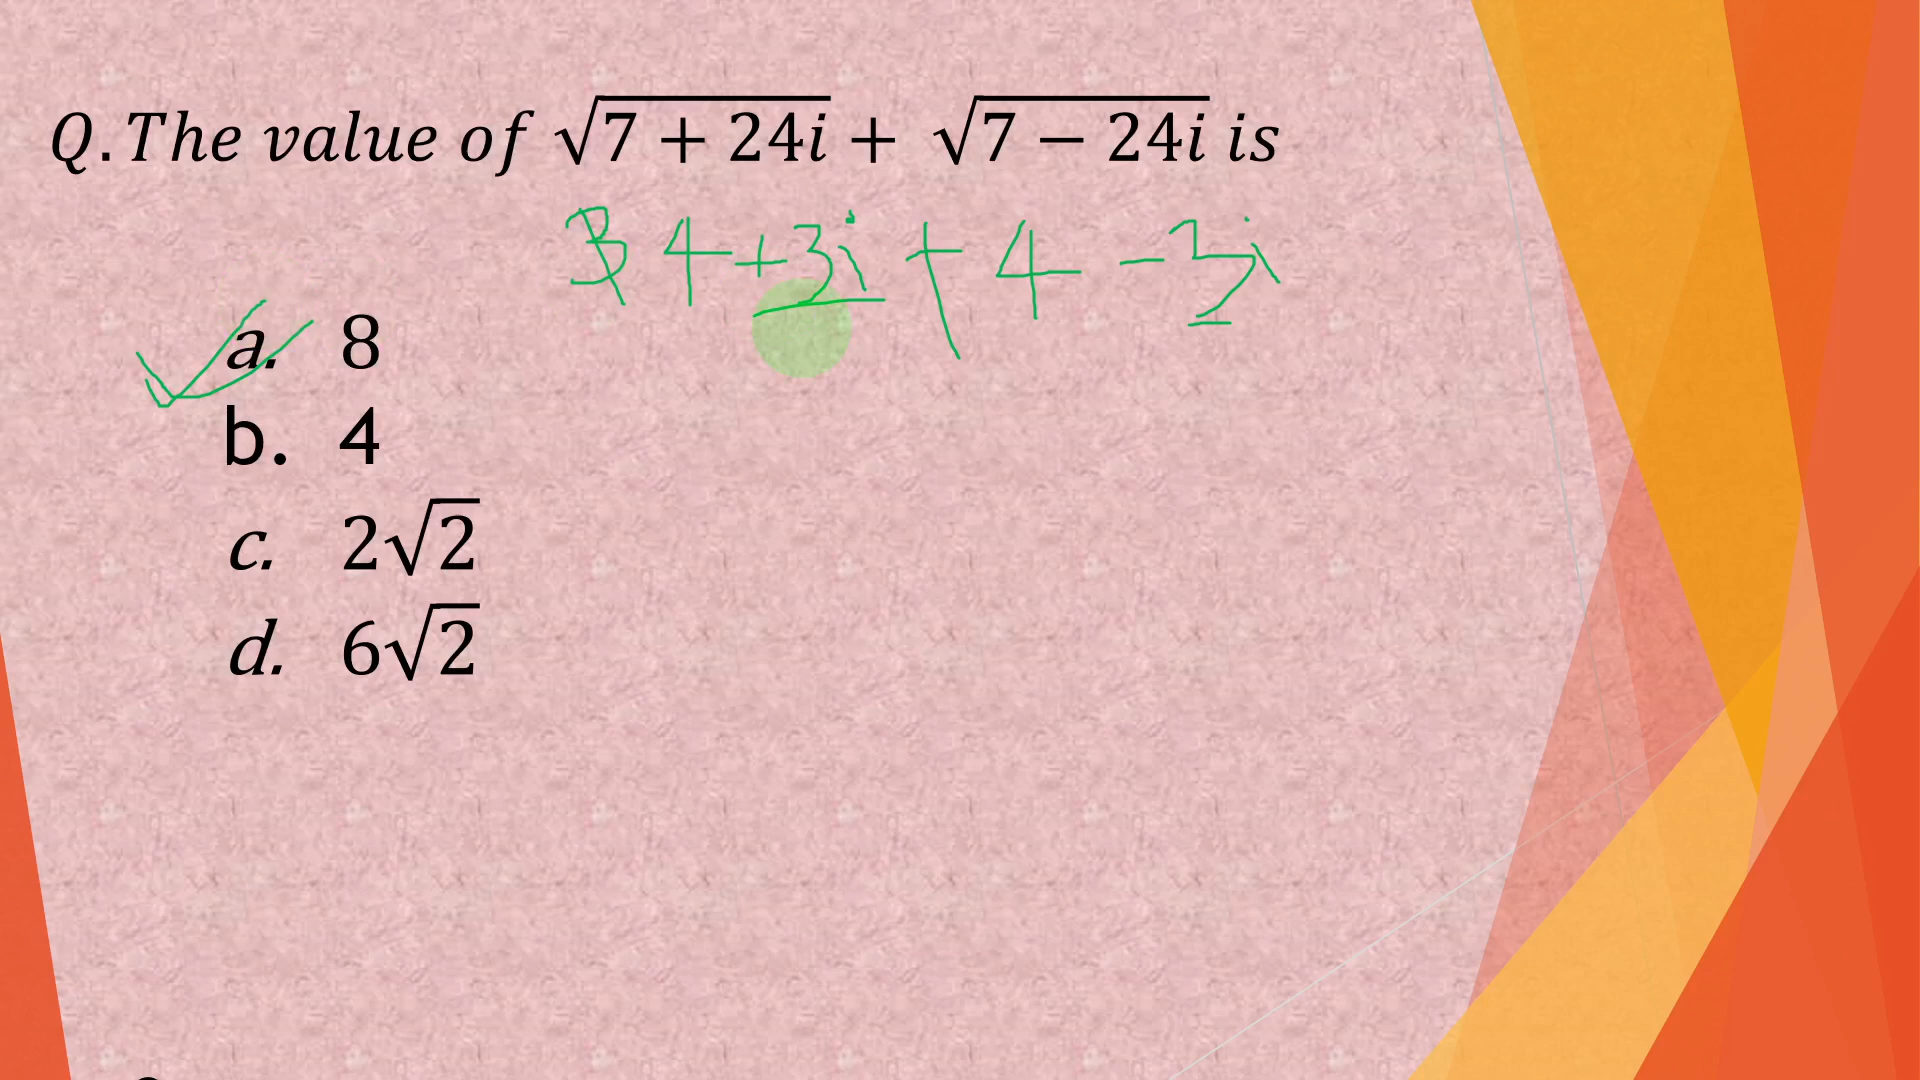 Q. The value of √(7 + 24i) + √(7 − 24i) is
4 + 3i + 4 - 3i
a. 8
b. 4
c. 2√2
d. 6√2